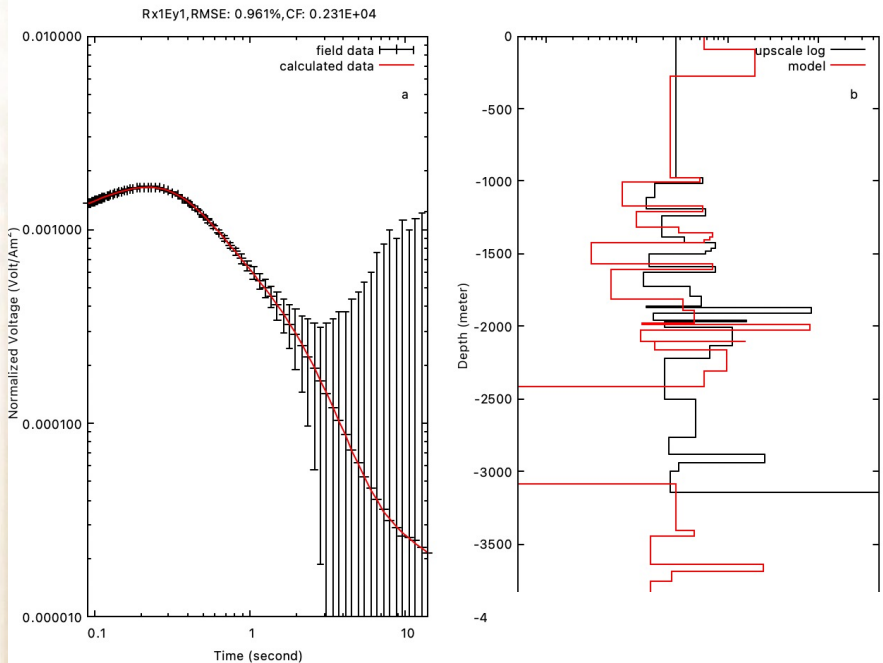 Rx1Ey1,RMSE: 0.961%,CF: 0.231E+04
0.010000
0.001000
0.000100
0.000010
Normalized Voltage (Volt/Am²)
field data
calculated data
a
0.1
1
10
Time (second)
0
-500
-1000
-1500
-2000
-2500
-3000
-3500
-4
Depth (meter)
upscale log
model
b